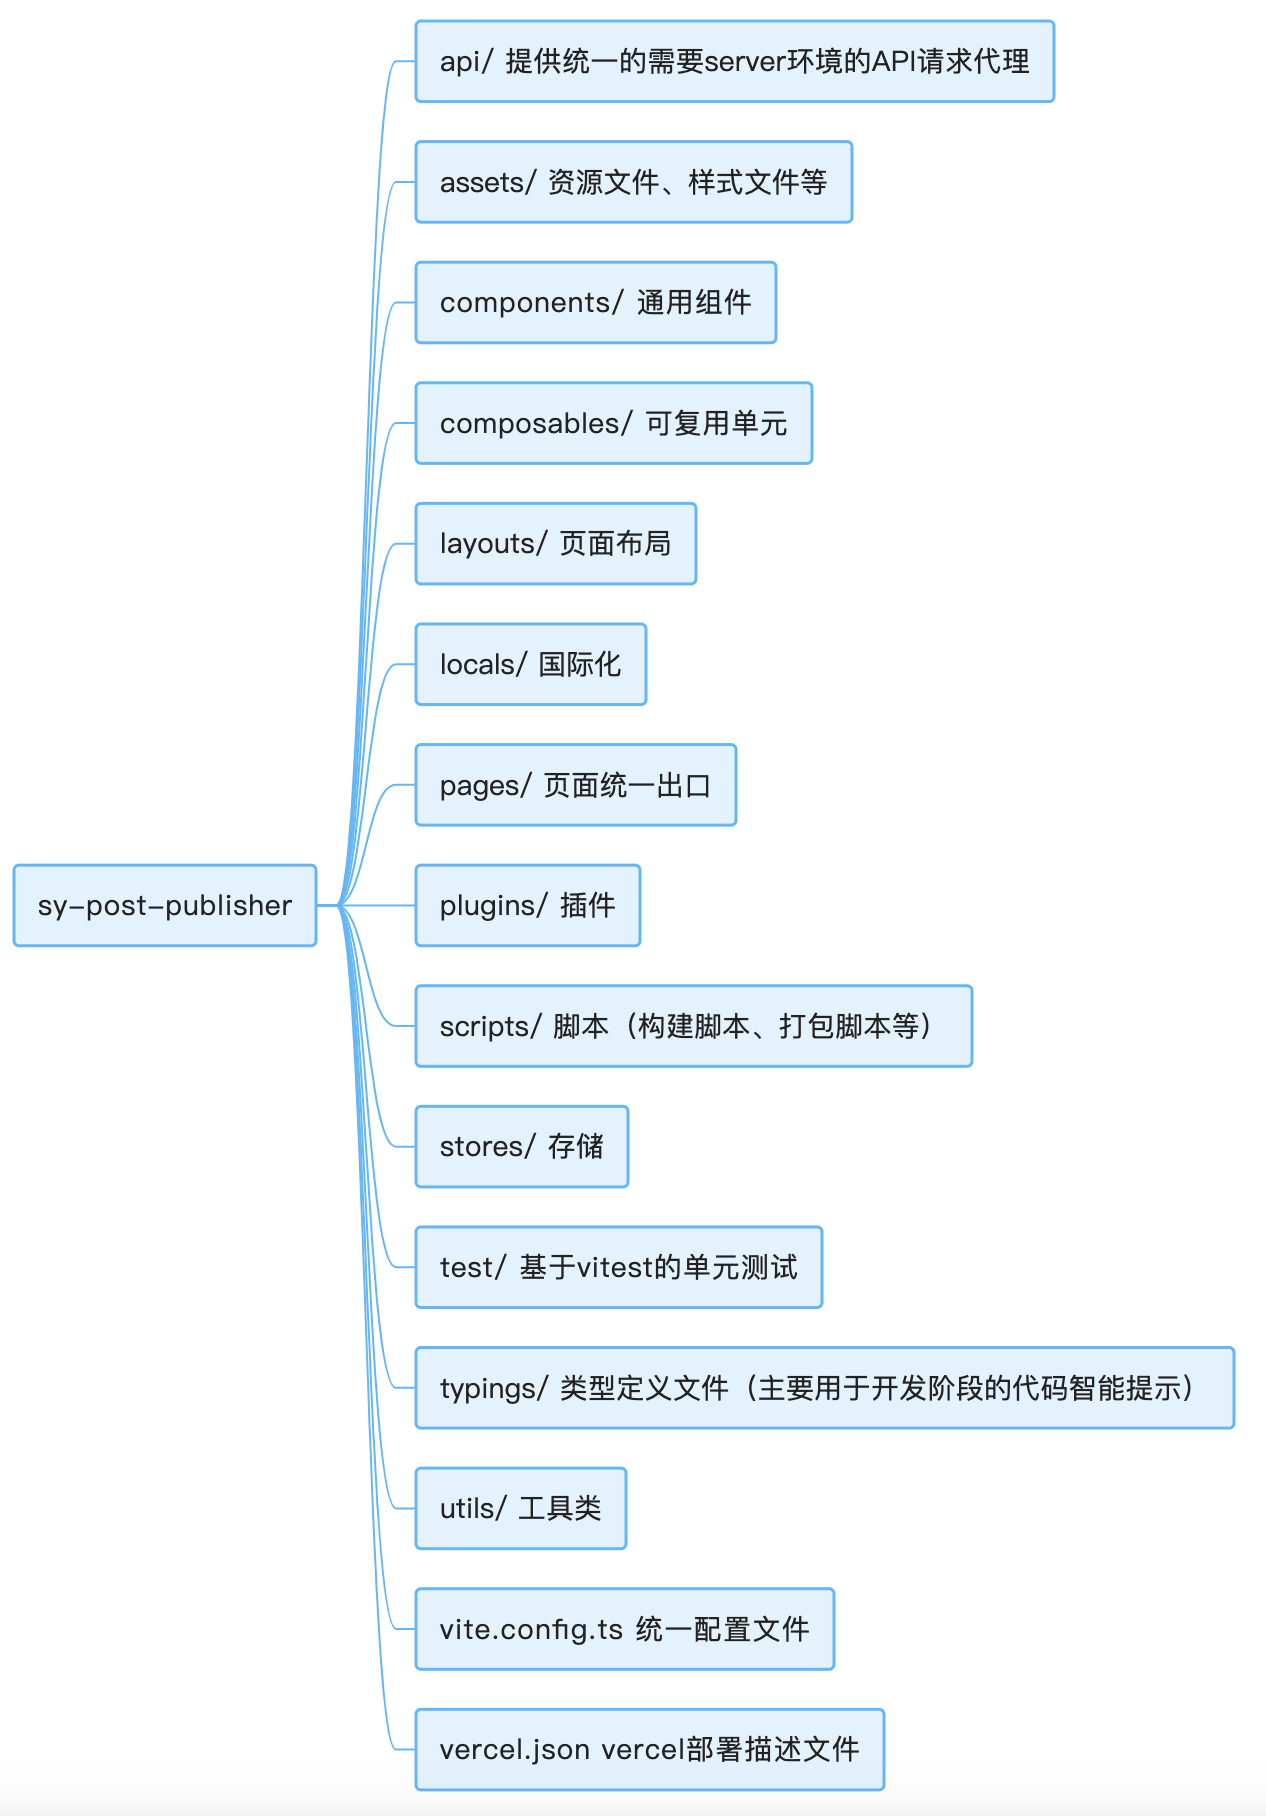 api/ 提供统一的需要server环境的API请求代理
assets/ 资源文件、样式文件等
components/ 通用组件
composables/ 可复用单元
layouts/ 页面布局
locals/ 国际化
pages/ 页面统一出口
sy-post-publisher
plugins/ 插件
scripts/ 脚本（构建脚本、打包脚本等）
stores/ 存储
test/ 基于vitest的单元测试
typings/ 类型定义文件（主要用于开发阶段的代码智能提示）
utils/ 工具类
vite.config.ts 统一配置文件
vercel.json vercel部署描述文件